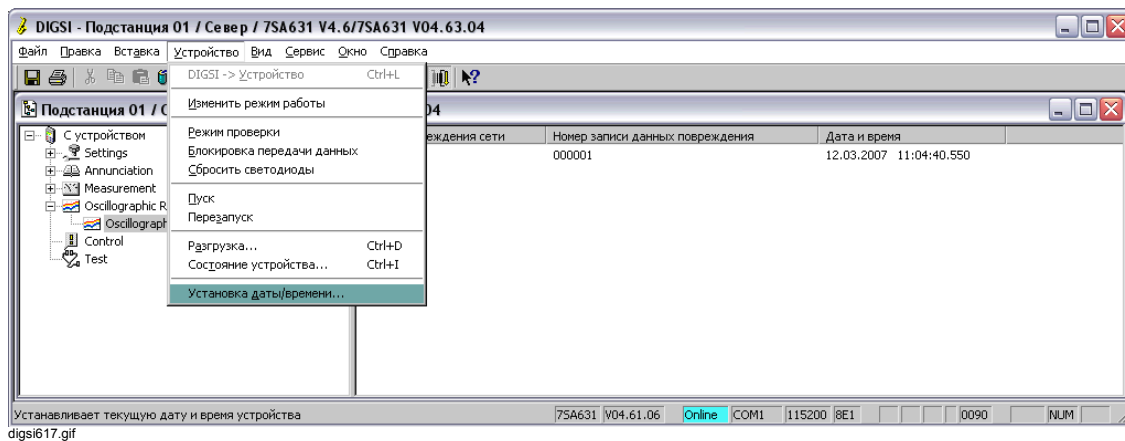 DIGSI - Подстанция 01 / Север / 7SA631 V4.6/7SA631 V04.63.04
Файл Правка Вставка Устройство Вид Сервис Окно Справка
DIGSI -> Устройство Ctrl+L
Изменить режим работы
Режим проверки
Блокировка передачи данных
Сбросить светодиоды
Пуск
Перезапуск
Разгрузка... Ctrl+D
Состояние устройства... Ctrl+I
Установка даты/времени...
Подстанция 01 / С 04
С устройством
Settings
Annunciation
Measurement
Oscillographic R
Oscillograph
Control
Test
еждения сети Номер записи данных повреждения Дата и время
000001 12.03.2007 11:04:40.550
Устанавливает текущую дату и время устройства 7SA631 V04.61.06 Online COM1 115200 8E1 0090 NUM
digsi617.gif